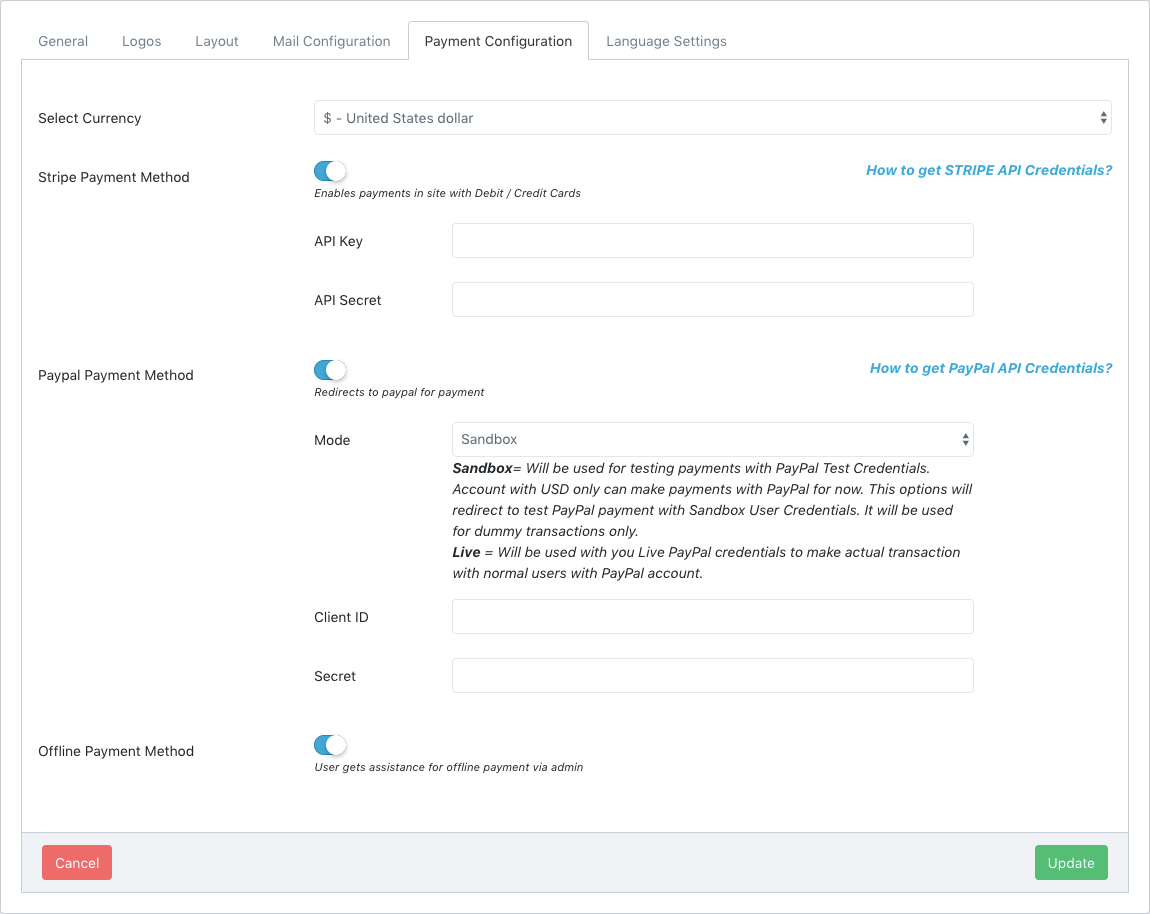 General Logos Layout Mail Configuration Payment Configuration Language Settings
Select Currency $ - United States dollar
Stripe Payment Method How to get STRIPE API Credentials?
Enables payments in site with Debit / Credit Cards
API Key
API Secret
Paypal Payment Method How to get PayPal API Credentials?
Redirects to paypal for payment
Mode Sandbox
Sandbox= Will be used for testing payments with PayPal Test Credentials.
Account with USD only can make payments with PayPal for now. This options will
redirect to test PayPal payment with Sandbox User Credentials. It will be used
for dummy transactions only.
Live = Will be used with you Live PayPal credentials to make actual transaction
with normal users with PayPal account.
Client ID
Secret
Offline Payment Method
User gets assistance for offline payment via admin
Cancel Update